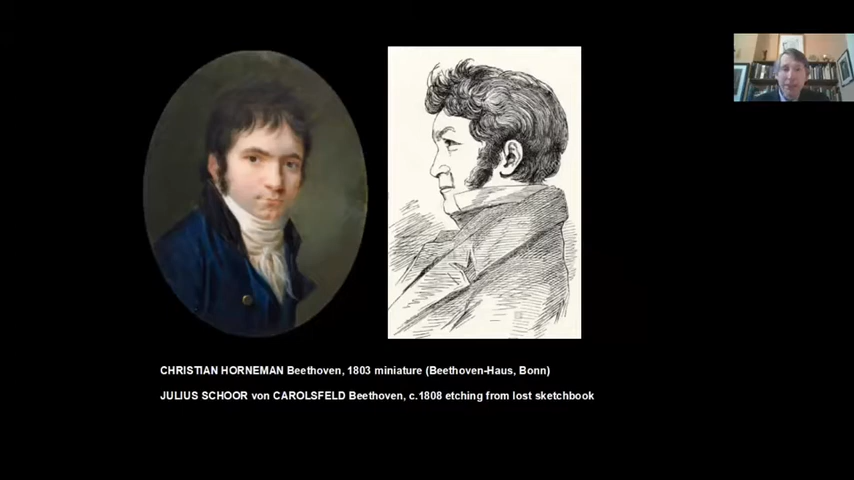 CHRISTIAN HORNEMAN Beethoven, 1803 miniature (Beethoven-Haus, Bonn)
JULIUS SCHOOR von CAROLSFELD Beethoven, c.1808 etching from lost sketchbook